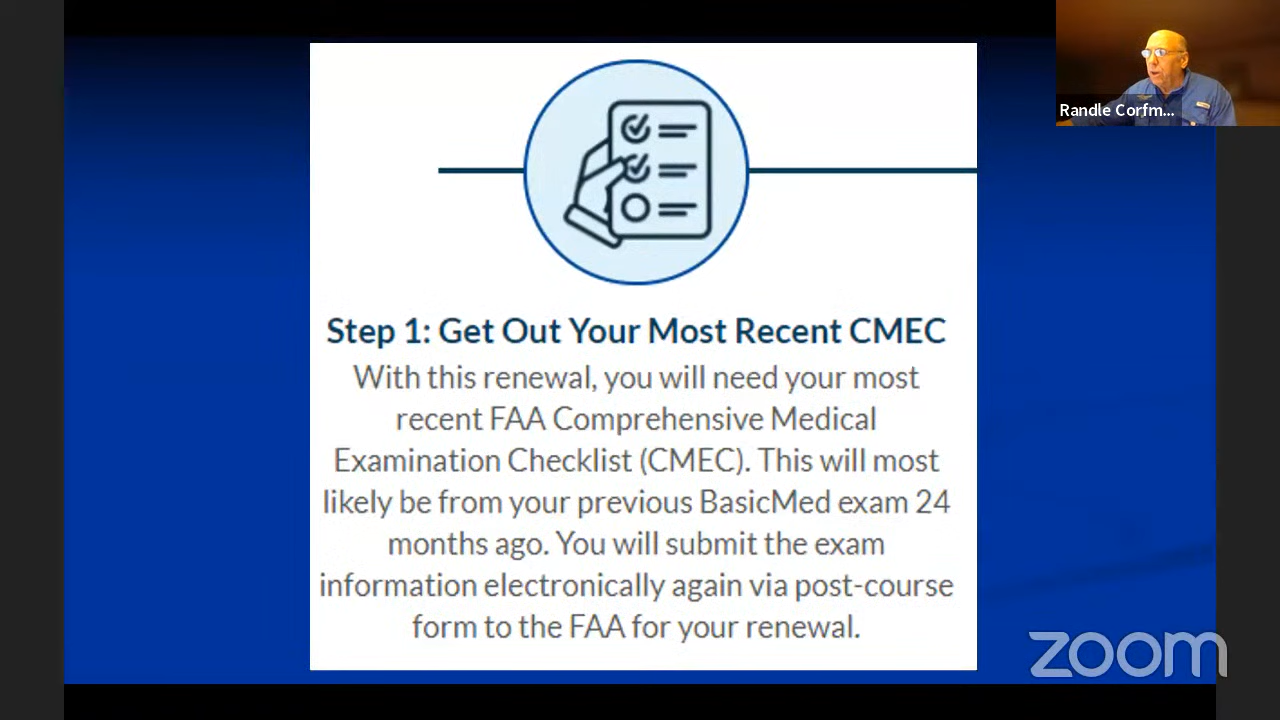 Randle Corfm...
Step 1: Get Out Your Most Recent CMEC
With this renewal, you will need your most
recent FAA Comprehensive Medical
Examination Checklist (CMEC). This will most
likely be from your previous BasicMed exam 24
months ago. You will submit the exam
information electronically again via post-course
form to the FAA for your renewal.
zoom